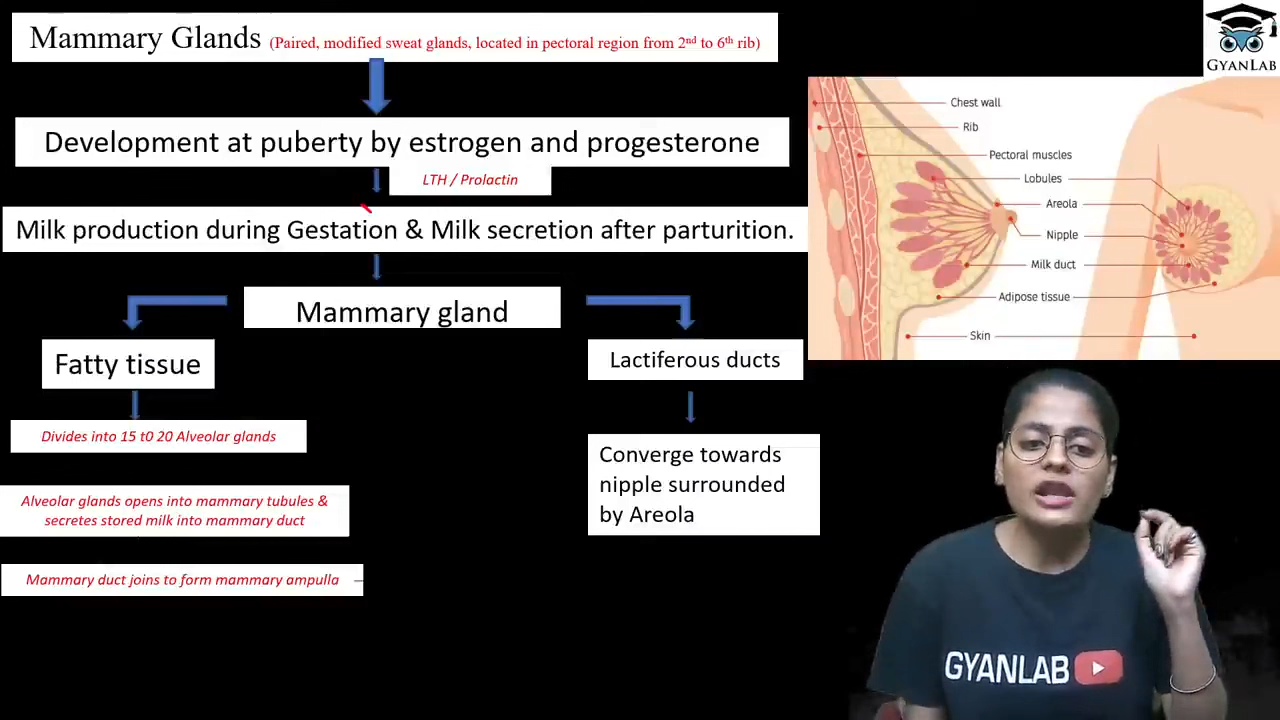 Mammary Glands (Paired, modified sweat glands, located in pectoral region from 2nd to 6th rib)
GYANLAB
Development at puberty by estrogen and progesterone
LTH / Prolactin
Milk production during Gestation & Milk secretion after parturition.
Mammary gland
Fatty tissue
Divides into 15 t0 20 Alveolar glands
Alveolar glands opens into mammary tubules &
secretes stored milk into mammary duct
Mammary duct joins to form mammary ampulla
Lactiferous ducts
Converge towards
nipple surrounded
by Areola
Chest wall
Rib
Pectoral muscles
Lobules
Areola
Nipple
Milk duct
Adipose tissue
Skin
GYANLAB